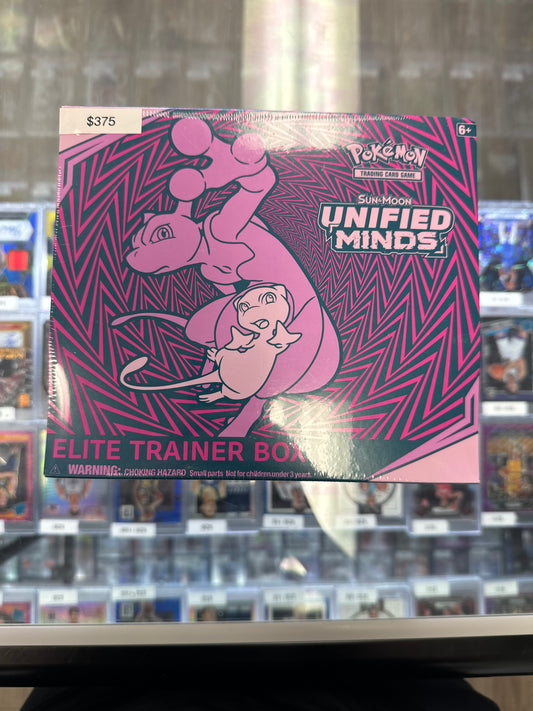 $375
6+
POKÉMON
TRADING CARD GAME
SUN & MOON
UNIFIED
MINDS
ELITE TRAINER BOX
WARNING: CHOKING HAZARD Small parts Not for children under 3 years.